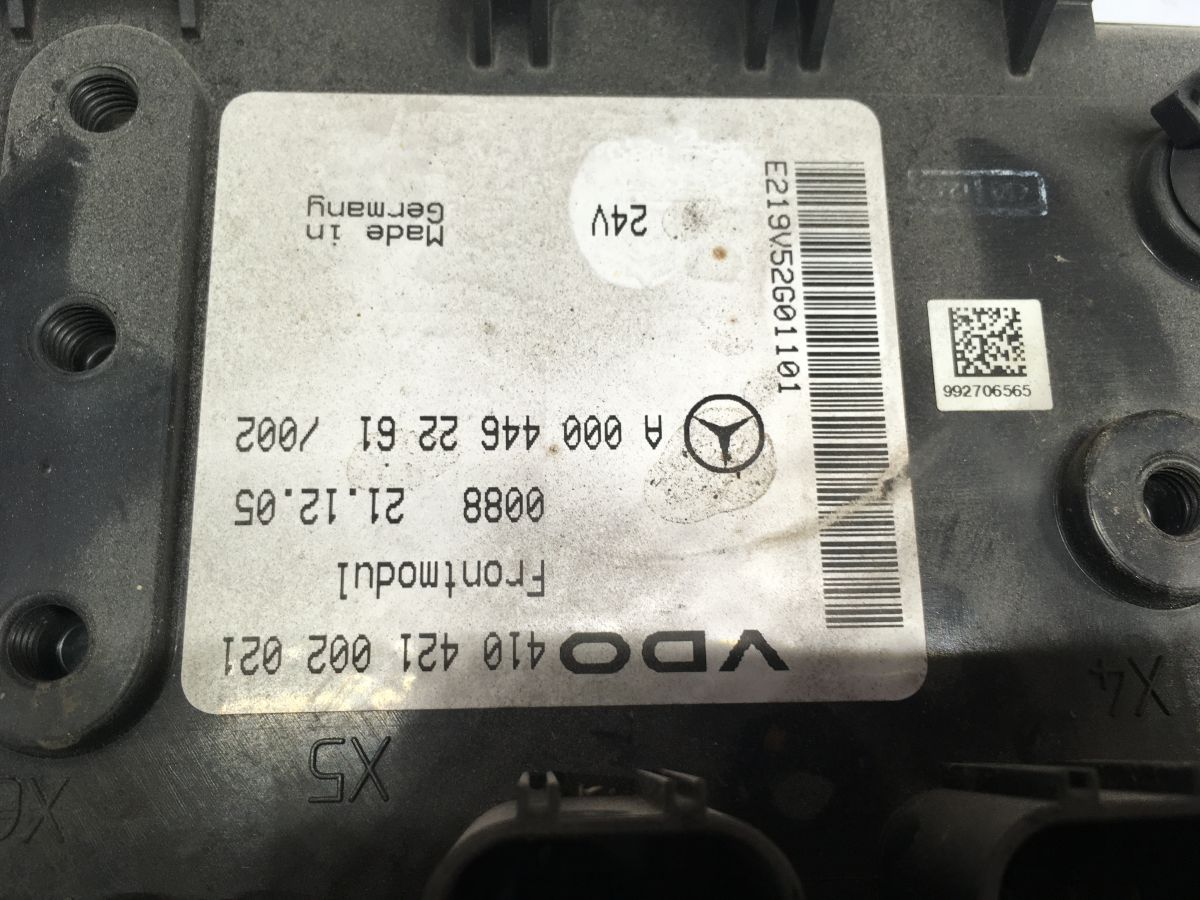 VDO 410 421 002 021
Frontmodul
0088 21.12.05
A 000 446 22 61 /002
24V
Made in
Germany
E219V52G01101
992706565
X4
X5
X6